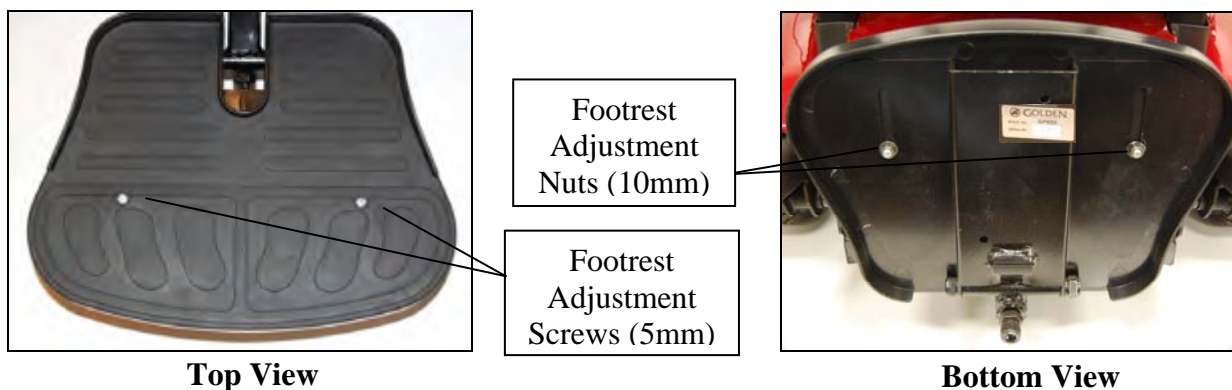 Footrest
Adjustment
Nuts (10mm)
Footrest
Adjustment
Screws (5mm)
GOLDEN
Top View
Bottom View